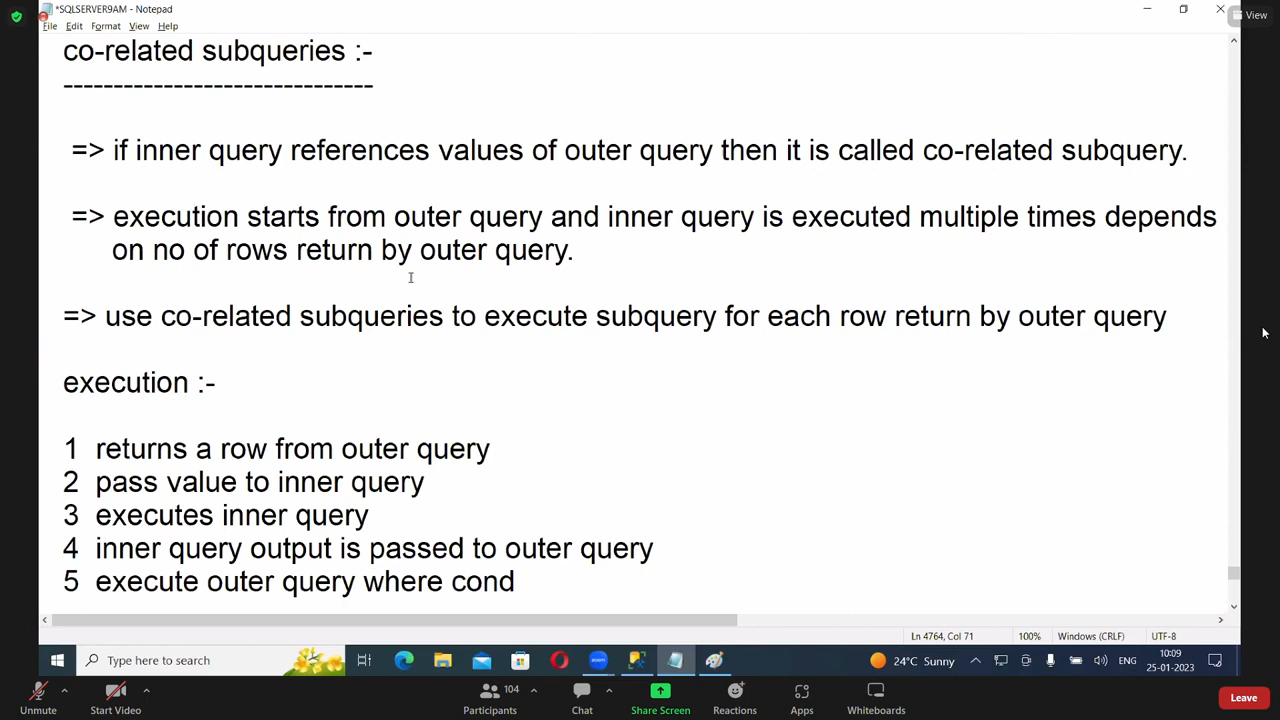 *SQLSERVER9AM - Notepad
View
File Edit Format View Help
co-related subqueries :-
-------------------------------
=> if inner query references values of outer query then it is called co-related subquery.
=> execution starts from outer query and inner query is executed multiple times depends
on no of rows return by outer query.
=> use co-related subqueries to execute subquery for each row return by outer query
execution :-
1 returns a row from outer query
2 pass value to inner query
3 executes inner query
4 inner query output is passed to outer query
5 execute outer query where cond
Ln 4764, Col 71 100% Windows (CRLF) UTF-8
Type here to search
24°C Sunny
ENG
10:09
25-01-2023
104
Unmute Start Video Participants Chat Share Screen Reactions Apps Whiteboards
Leave